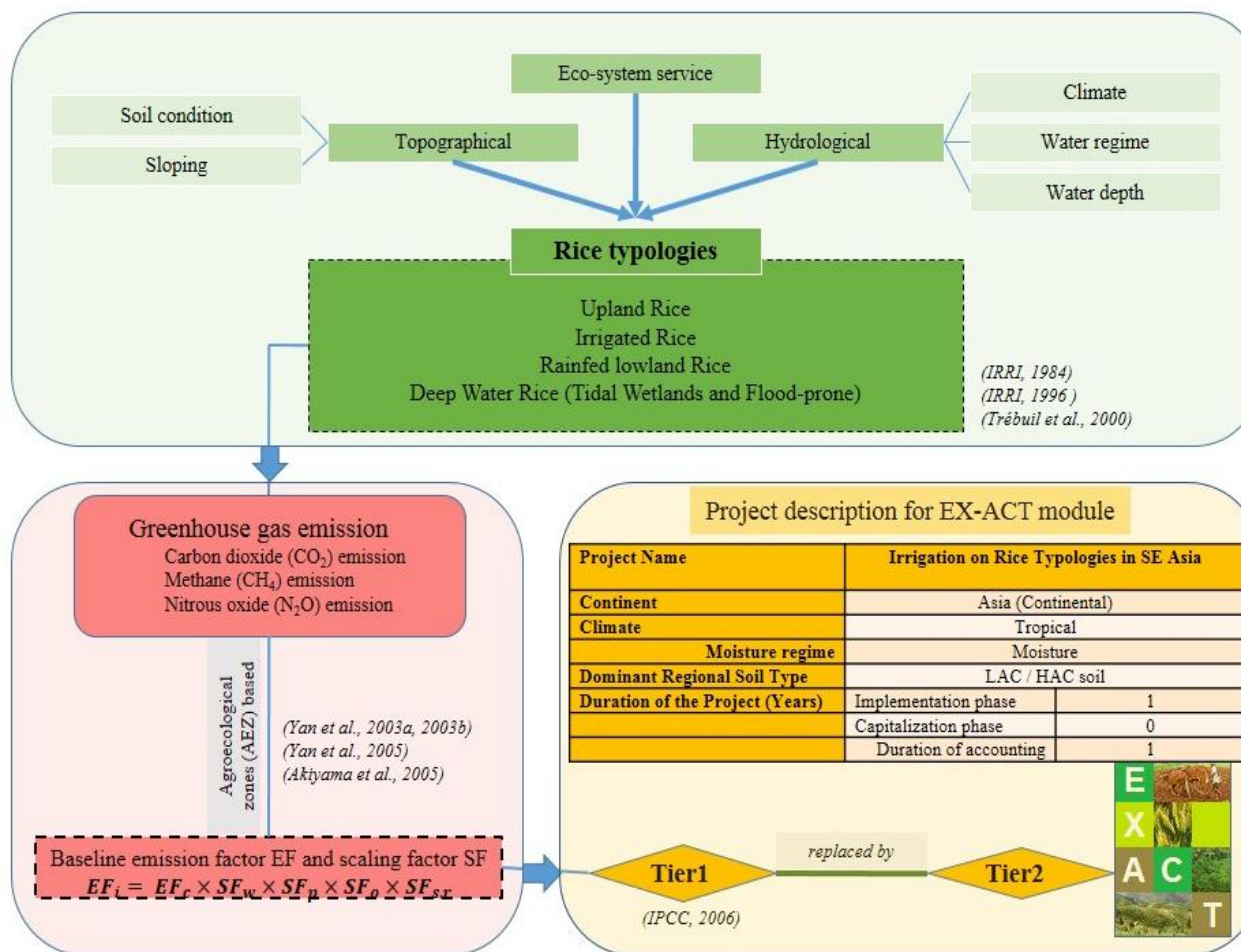 Eco-system service
Soil condition
Sloping
Topographical
Hydrological
Climate
Water regime
Water depth
Rice typologies
Upland Rice
Irrigated Rice
Rainfed lowland Rice
Deep Water Rice (Tidal Wetlands and Flood-prone)
(IRRI, 1984)
(IRRI, 1996 )
(Trébuil et al., 2000)
Greenhouse gas emission
Carbon dioxide (CO₂) emission
Methane (CH₄) emission
Nitrous oxide (N₂O) emission
Agroecological
zones (AEZ) based
(Yan et al., 2003a, 2003b)
(Yan et al., 2005)
(Akiyama et al., 2005)
Baseline emission factor EF and scaling factor SF
EF_i = EF_c × SF_w × SF_p × SF_o × SF_s,r
Project description for EX-ACT module
Project Name Irrigation on Rice Typologies in SE Asia
Continent Asia (Continental)
Climate Tropical
Moisture regime Moisture
Dominant Regional Soil Type LAC / HAC soil
Duration of the Project (Years) Implementation phase 1
Capitalization phase 0
Duration of accounting 1
Tier1
replaced by
Tier2
(IPCC, 2006)
E
X
A C
T